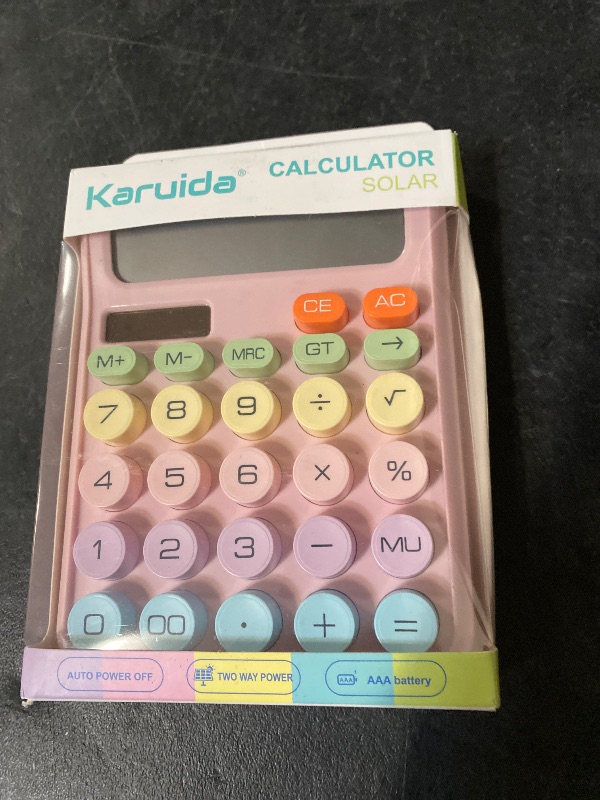 Karuida® CALCULATOR
SOLAR
CE AC
M+ M- MRC GT →
7 8 9 ÷ √
4 5 6 × %
1 2 3 − MU
0 00 · + =
AUTO POWER OFF TWO WAY POWER AAA AAA battery